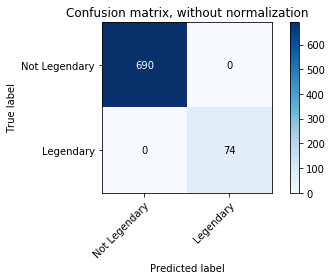 Confusion matrix, without normalization
True label
Not Legendary
690
0
Legendary
0
74
Not Legendary
Legendary
Predicted label
600
500
400
300
200
100
0